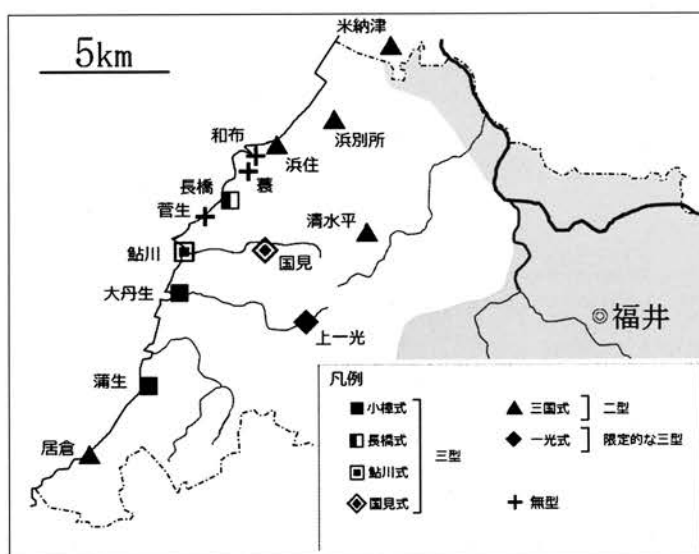 米納津
5km
浜別所
和布
浜住
蓑
長橋
菅生
清水平
鮎川
国見
大丹生
上一光
福井
蒲生
居倉
凡例
小樽式
長橋式
鮎川式
国見式
三型
三国式
二型
一光式
限定的な三型
無型